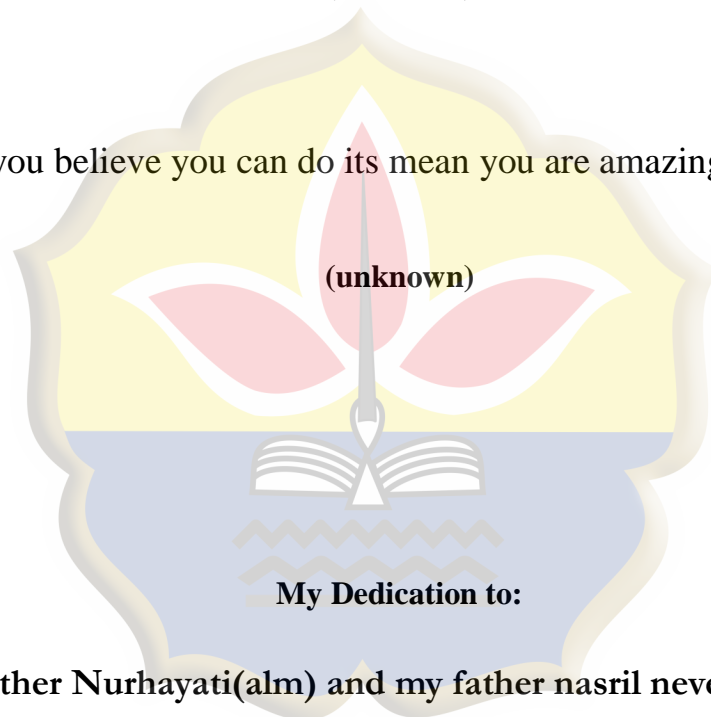 you believe you can do its mean you are amazing
(unknown)
My Dedication to:
ther Nurhayati(alm) and my father nasril neve